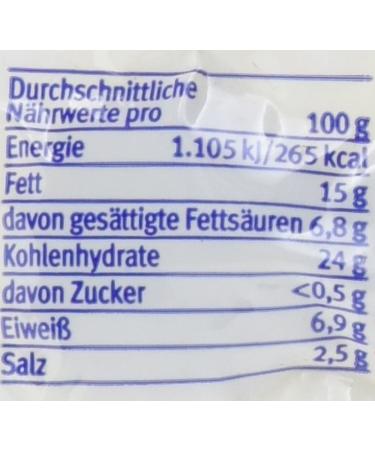 Durchschnittliche
Nährwerte pro 100 g
Energie 1.105 kJ/265 kcal
Fett 15 g
davon gesättigte Fettsäuren 6,8 g
Kohlenhydrate 24 g
davon Zucker <0,5 g
Eiweiß 6,9 g
Salz 2,5 g